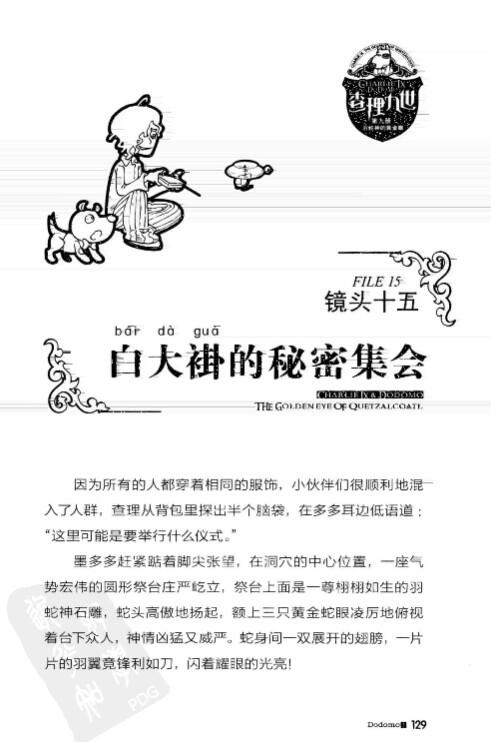 CHARLIE IX
& DODOMO
查理九世
第九册
羽蛇神的黄金眼
FILE 15
镜头十五
bái dà guà
白大褂的秘密集会
CHARLIE IX & DODOMO
THE GOLDEN EYE OF QUETZALCOATL
因为所有的人都穿着相同的服饰，小伙伴们很顺利地混
入了人群，查理从背包里探出半个脑袋，在多多耳边低语道：
“这里可能是要举行什么仪式。”
墨多多赶紧踮着脚尖张望，在洞穴的中心位置，一座气
势宏伟的圆形祭台庄严屹立，祭台上面是一尊栩栩如生的羽
蛇神石雕，蛇头高傲地扬起，额上三只黄金蛇眼凌厉地俯视
着台下众人，神情凶猛又威严。蛇身间一双展开的翅膀，一片
片的羽翼竟锋利如刀，闪着耀眼的光亮！
PDG
Dodomo 129